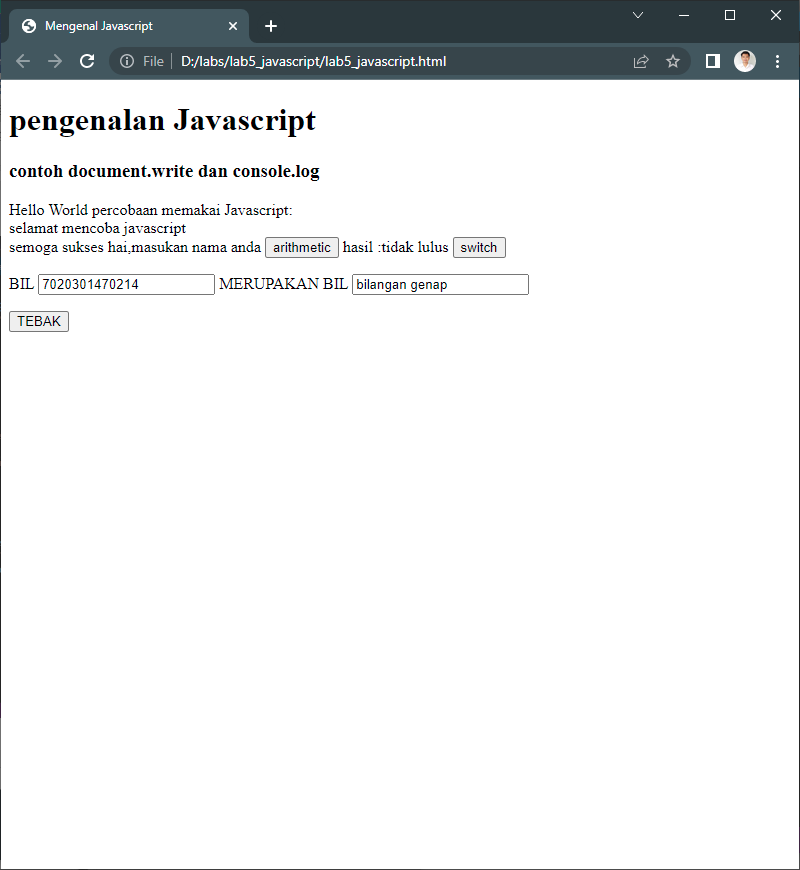 Mengenal Javascript
File | D:/labs/lab5_javascript/lab5_javascript.html
pengenalan Javascript
contoh document.write dan console.log
Hello World percobaan memakai Javascript:
selamat mencoba javascript
semoga sukses hai,masukan nama anda arithmetic hasil :tidak lulus switch
BIL 7020301470214 MERUPAKAN BIL bilangan genap
TEBAK